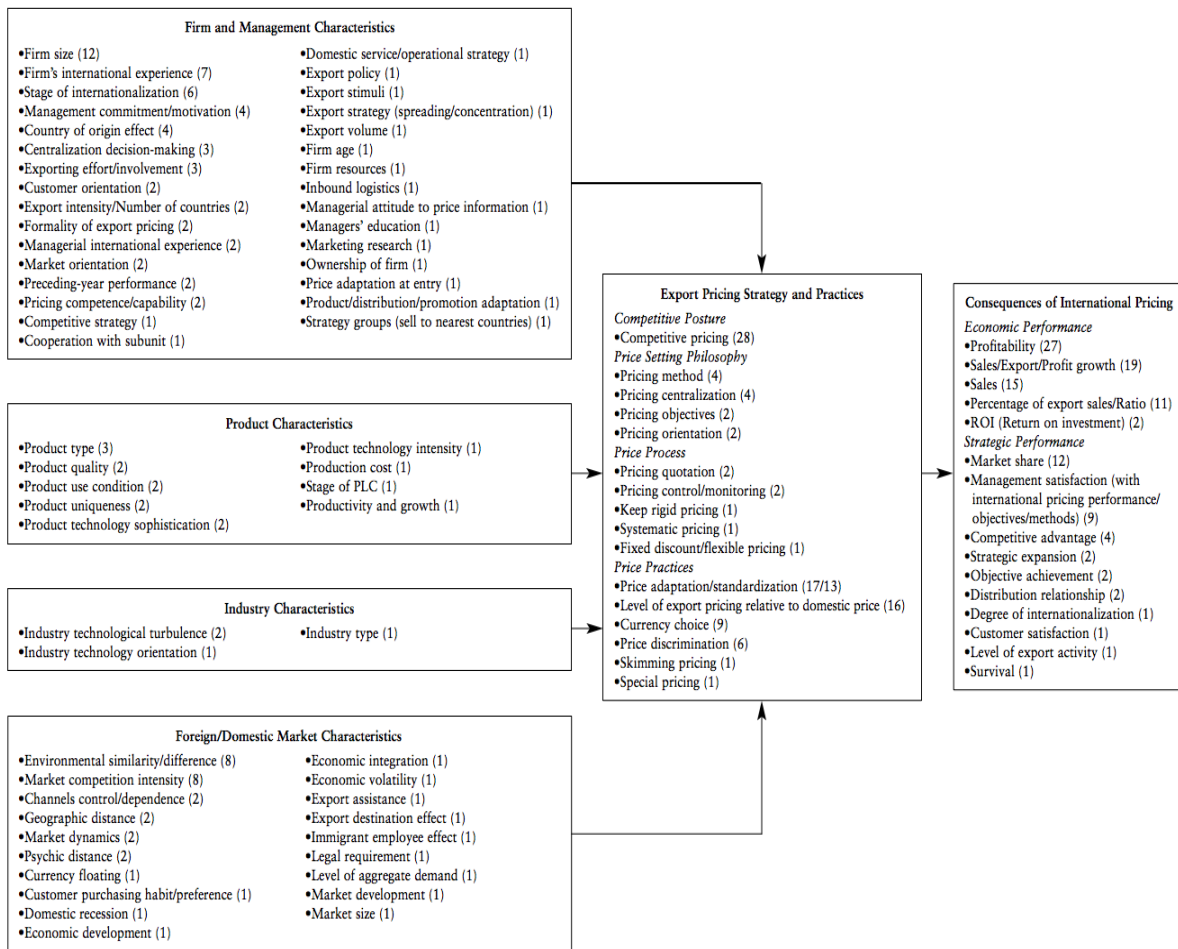 Firm and Management Characteristics
•Firm size (12)
•Firm's international experience (7)
•Stage of internationalization (6)
•Management commitment/motivation (4)
•Country of origin effect (4)
•Centralization decision-making (3)
•Exporting effort/involvement (3)
•Customer orientation (2)
•Export intensity/Number of countries (2)
•Formality of export pricing (2)
•Managerial international experience (2)
•Market orientation (2)
•Preceding-year performance (2)
•Pricing competence/capability (2)
•Competitive strategy (1)
•Cooperation with subunit (1)
•Domestic service/operational strategy (1)
•Export policy (1)
•Export stimuli (1)
•Export strategy (spreading/concentration) (1)
•Export volume (1)
•Firm age (1)
•Firm resources (1)
•Inbound logistics (1)
•Managerial attitude to price information (1)
•Managers' education (1)
•Marketing research (1)
•Ownership of firm (1)
•Price adaptation at entry (1)
•Product/distribution/promotion adaptation (1)
•Strategy groups (sell to nearest countries) (1)
Product Characteristics
•Product type (3)
•Product quality (2)
•Product use condition (2)
•Product uniqueness (2)
•Product technology sophistication (2)
•Product technology intensity (1)
•Production cost (1)
•Stage of PLC (1)
•Productivity and growth (1)
Industry Characteristics
•Industry technological turbulence (2)
•Industry technology orientation (1)
•Industry type (1)
Foreign/Domestic Market Characteristics
•Environmental similarity/difference (8)
•Market competition intensity (8)
•Channels control/dependence (2)
•Geographic distance (2)
•Market dynamics (2)
•Psychic distance (2)
•Currency floating (1)
•Customer purchasing habit/preference (1)
•Domestic recession (1)
•Economic development (1)
•Economic integration (1)
•Economic volatility (1)
•Export assistance (1)
•Export destination effect (1)
•Immigrant employee effect (1)
•Legal requirement (1)
•Level of aggregate demand (1)
•Market development (1)
•Market size (1)
Export Pricing Strategy and Practices
Competitive Posture
•Competitive pricing (28)
Price Setting Philosophy
•Pricing method (4)
•Pricing centralization (4)
•Pricing objectives (2)
•Pricing orientation (2)
Price Process
•Pricing quotation (2)
•Pricing control/monitoring (2)
•Keep rigid pricing (1)
•Systematic pricing (1)
•Fixed discount/flexible pricing (1)
Price Practices
•Price adaptation/standardization (17/13)
•Level of export pricing relative to domestic price (16)
•Currency choice (9)
•Price discrimination (6)
•Skimming pricing (1)
•Special pricing (1)
Consequences of International Pricing
Economic Performance
•Profitability (27)
•Sales/Export/Profit growth (19)
•Sales (15)
•Percentage of export sales/Ratio (11)
•ROI (Return on investment) (2)
Strategic Performance
•Market share (12)
•Management satisfaction (with
international pricing performance/
objectives/methods) (9)
•Competitive advantage (4)
•Strategic expansion (2)
•Objective achievement (2)
•Distribution relationship (2)
•Degree of internationalization (1)
•Customer satisfaction (1)
•Level of export activity (1)
•Survival (1)